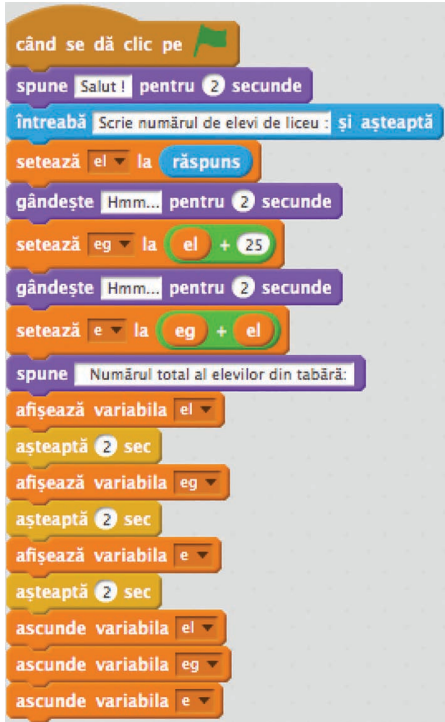 când se dă clic pe
spune Salut ! pentru 2 secunde
întreabă Scrie numărul de elevi de liceu : și așteaptă
setează el la răspuns
gândește Hmm... pentru 2 secunde
setează eg la el + 25
gândește Hmm... pentru 2 secunde
setează e la eg + el
spune Numărul total al elevilor din tabără:
afișează variabila el
așteaptă 2 sec
afișează variabila eg
așteaptă 2 sec
afișează variabila e
așteaptă 2 sec
ascunde variabila el
ascunde variabila eg
ascunde variabila e